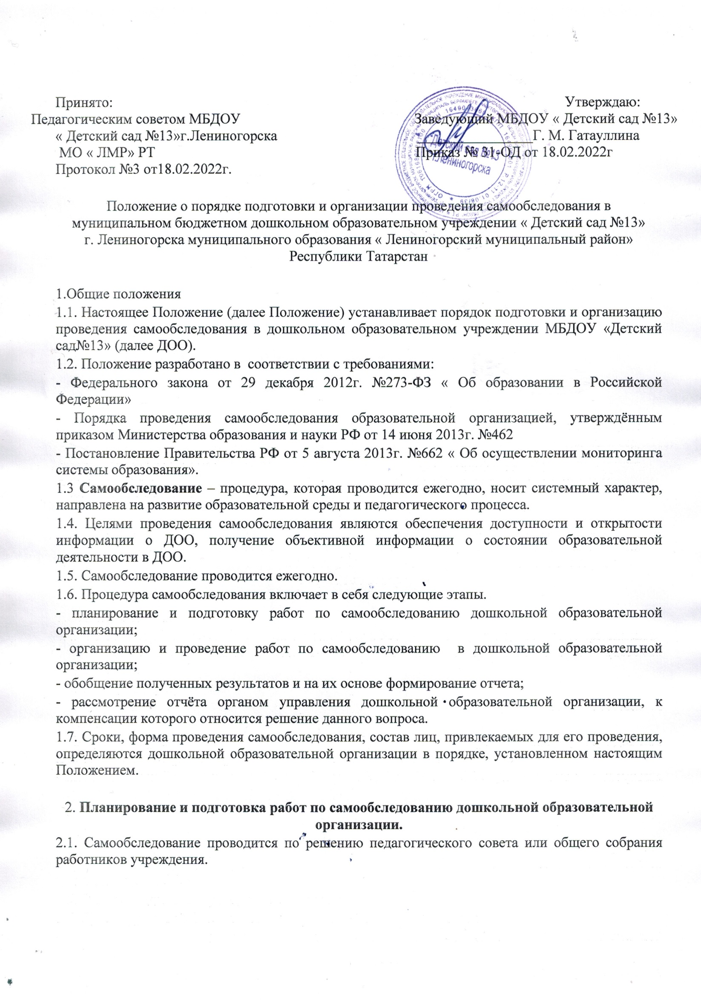 Принято:
Педагогическим советом МБДОУ
« Детский сад №13»г.Лениногорска
МО « ЛМР» РТ
Протокол №3 от18.02.2022г.
Утверждаю:
Заведующий МБДОУ « Детский сад №13»
Г. М. Гатауллина
Приказ № 31-ОД от 18.02.2022г
Детский сад №13
г.Лениногорска
Положение о порядке подготовки и организации проведения самообследования в
муниципальном бюджетном дошкольном образовательном учреждении « Детский сад №13»
г. Лениногорска муниципального образования « Лениногорский муниципальный район»
Республики Татарстан
1.Общие положения
1.1. Настоящее Положение (далее Положение) устанавливает порядок подготовки и организацию
проведения самообследования в дошкольном образовательном учреждении МБДОУ «Детский
сад№13» (далее ДОО).
1.2. Положение разработано в соответствии с требованиями:
- Федерального закона от 29 декабря 2012г. №273-ФЗ « Об образовании в Российской
Федерации»
- Порядка проведения самообследования образовательной организацией, утверждённым
приказом Министерства образования и науки РФ от 14 июня 2013г. №462
- Постановление Правительства РФ от 5 августа 2013г. №662 « Об осуществлении мониторинга
системы образования».
1.3 Самообследование – процедура, которая проводится ежегодно, носит системный характер,
направлена на развитие образовательной среды и педагогического процесса.
1.4. Целями проведения самообследования являются обеспечения доступности и открытости
информации о ДОО, получение объективной информации о состоянии образовательной
деятельности в ДОО.
1.5. Самообследование проводится ежегодно.
1.6. Процедура самообследования включает в себя следующие этапы.
- планирование и подготовку работ по самообследованию дошкольной образовательной
организации;
- организацию и проведение работ по самообследованию в дошкольной образовательной
организации;
- обобщение полученных результатов и на их основе формирование отчета;
- рассмотрение отчёта органом управления дошкольной образовательной организации, к
компенсации которого относится решение данного вопроса.
1.7. Сроки, форма проведения самообследования, состав лиц, привлекаемых для его проведения,
определяются дошкольной образовательной организации в порядке, установленном настоящим
Положением.
2. Планирование и подготовка работ по самообследованию дошкольной образовательной
организации.
2.1. Самообследование проводится по решению педагогического совета или общего собрания
работников учреждения.